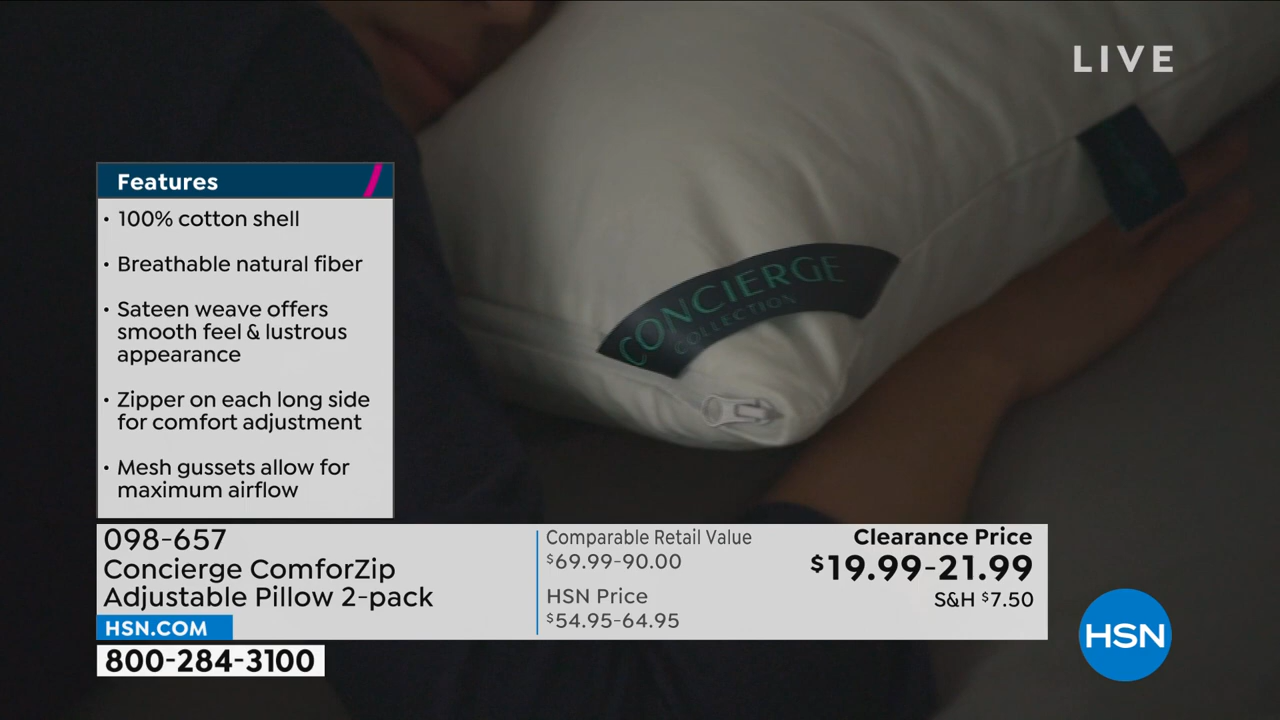 LIVE
Features
• 100% cotton shell
• Breathable natural fiber
• Sateen weave offers
smooth feel & lustrous
appearance
• Zipper on each long side
for comfort adjustment
• Mesh gussets allow for
maximum airflow
CONCIERGE
COLLECTION
098-657
Concierge ComforZip
Adjustable Pillow 2-pack
HSN.COM
800-284-3100
Comparable Retail Value
$69.99-90.00
HSN Price
$54.95-64.95
Clearance Price
$19.99-21.99
S&H $7.50
HSN